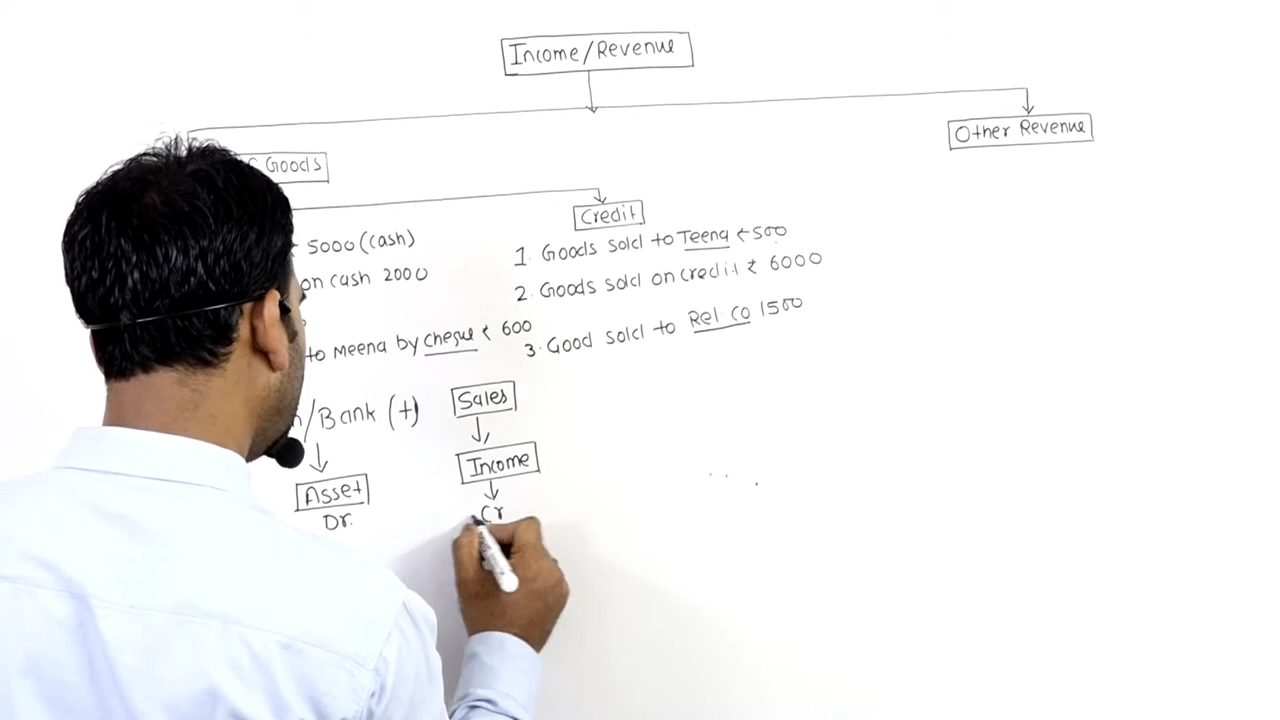 Income/Revenue
Other Revenue
Goods
Credit
5000 (cash)
on cash 2000
to Meena by cheque ₹ 600
1. Goods sold to Teena ₹500
2. Goods sold on credit ₹ 6000
3. Good sold to Rel. Co 1500
/Bank (+)
Asset
Dr.
Sales
Income
Cr